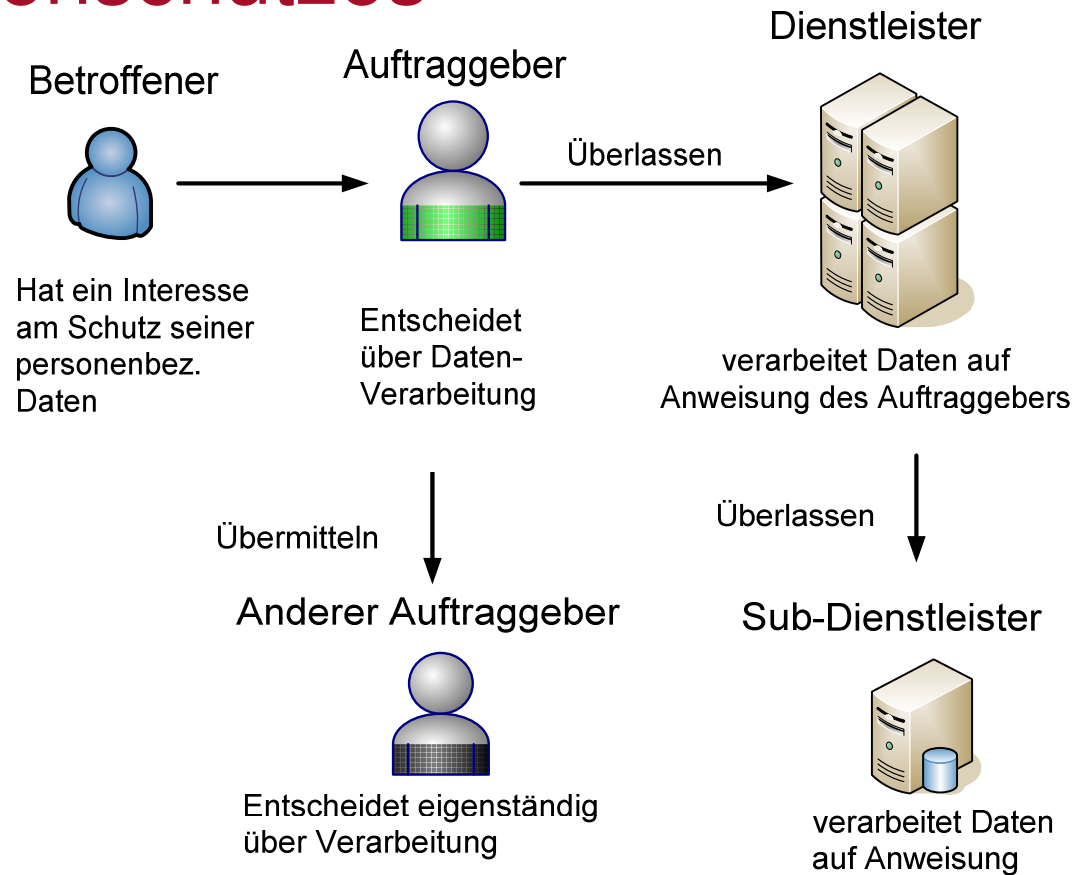 Betroffener
Auftraggeber
Dienstleister
Überlassen
Hat ein Interesse
am Schutz seiner
personenbez.
Daten
Entscheidet
über Daten-
Verarbeitung
verarbeitet Daten auf
Anweisung des Auftraggebers
Übermitteln
Überlassen
Anderer Auftraggeber
Sub-Dienstleister
Entscheidet eigenständig
über Verarbeitung
verarbeitet Daten
auf Anweisung